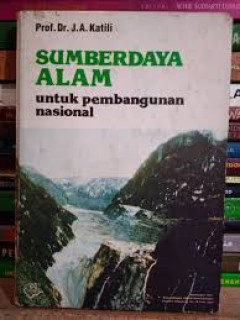 Prof. Dr. J.A. Katili
SUMBERDAYA
ALAM
untuk pembangunan
nasional